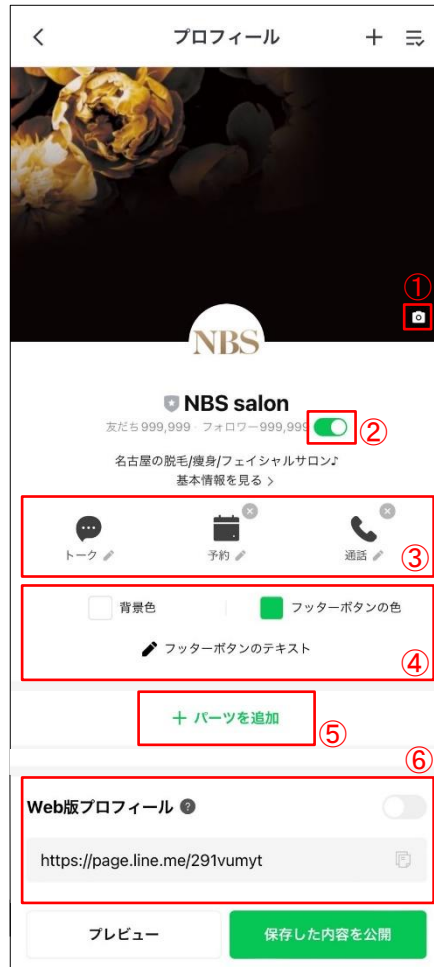 プロフィール
①
NBS
NBS salon
友だち 999,999 フォロワー 999,999
②
名古屋の脱毛/痩身/フェイシャルサロン♪
基本情報を見る >
トーク
予約
通話
③
背景色
フッターボタンの色
フッターボタンのテキスト
④
+ パーツを追加
⑤
⑥
Web版プロフィール ?
https://page.line.me/291vumyt
プレビュー
保存した内容を公開